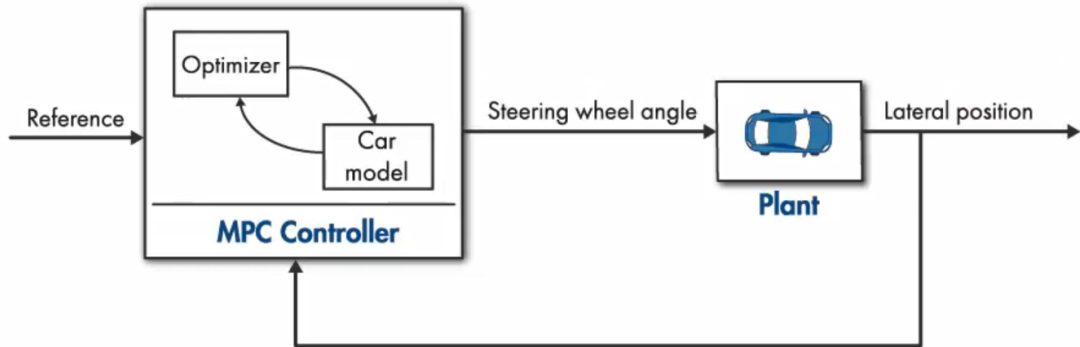 Reference
Optimizer
Car
model
MPC Controller
Steering wheel angle
Plant
Lateral position